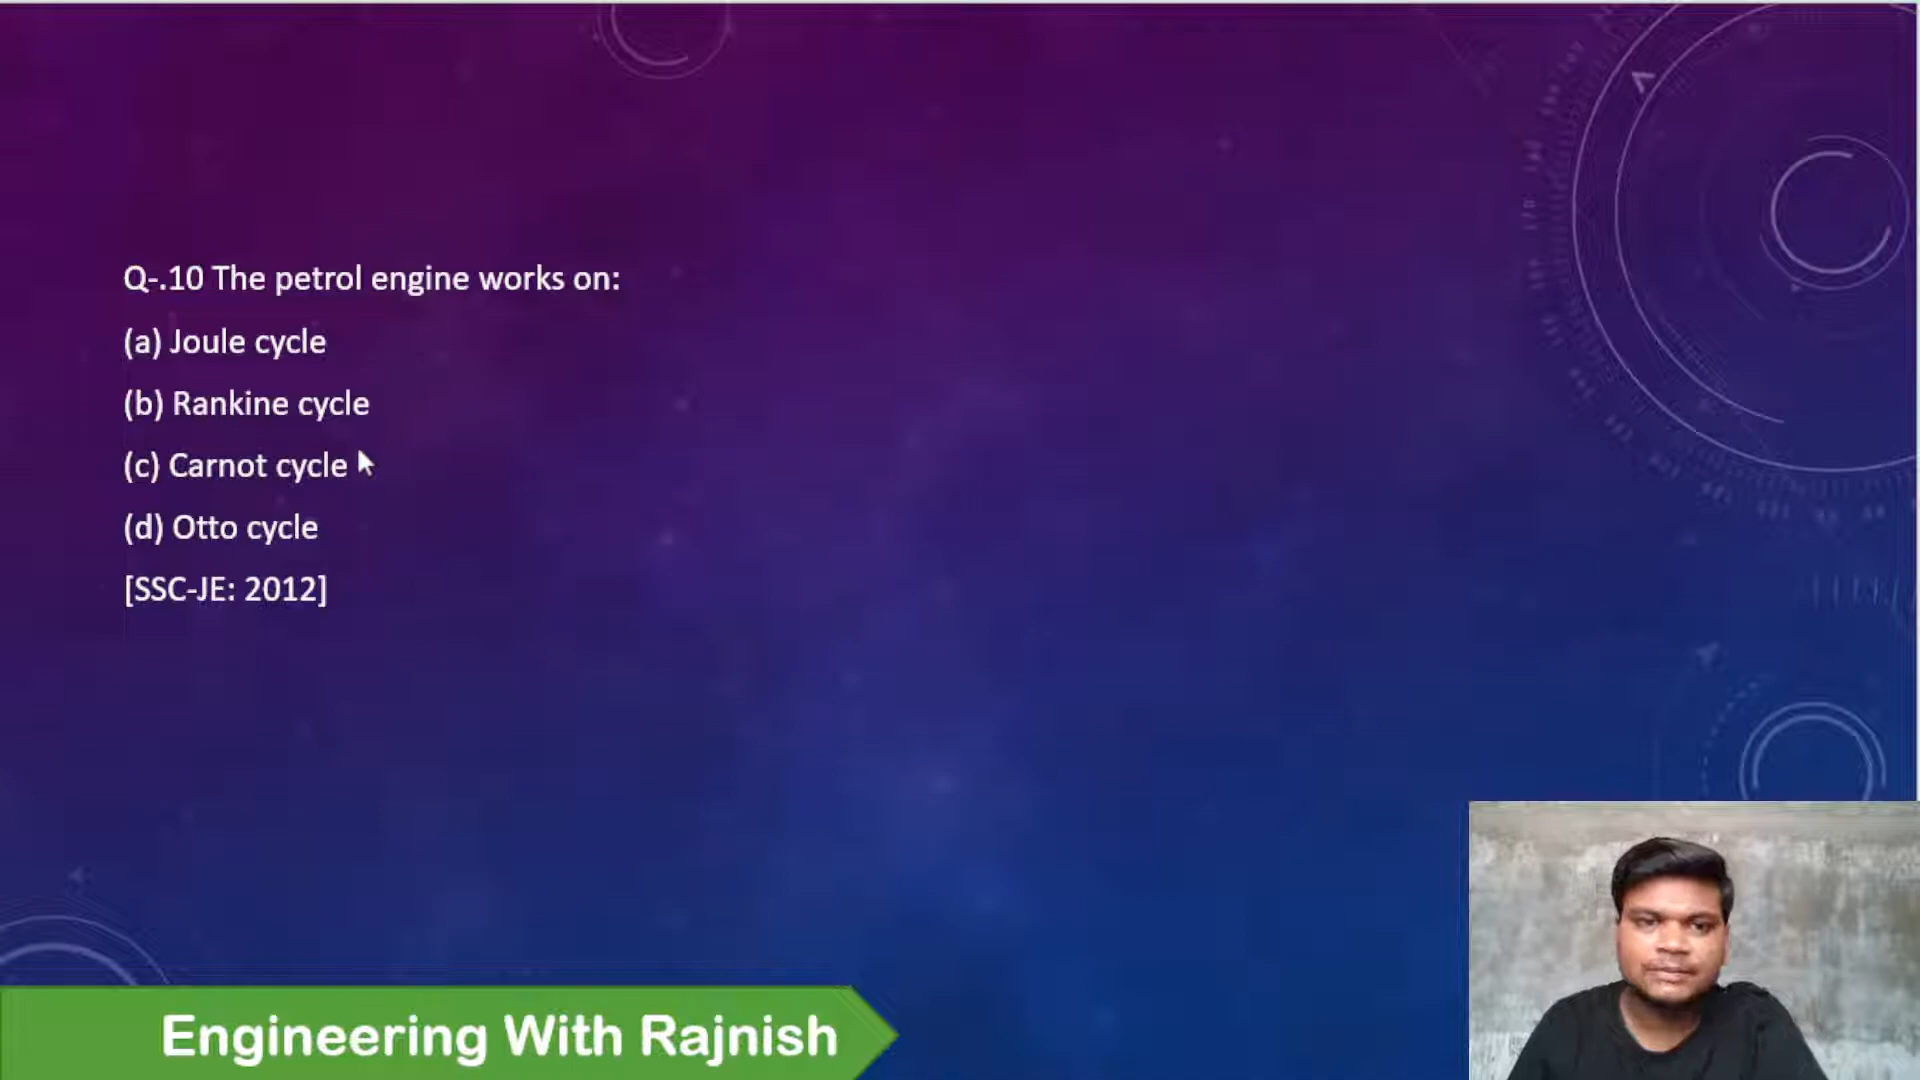 Q-.10 The petrol engine works on:
(a) Joule cycle
(b) Rankine cycle
(c) Carnot cycle
(d) Otto cycle
[SSC-JE: 2012]
Engineering With Rajnish